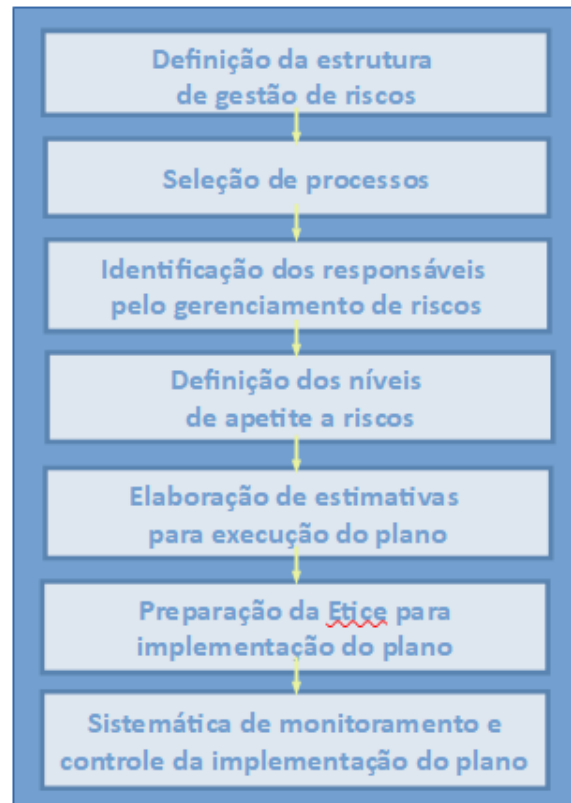 Definição da estrutura
de gestão de riscos
Seleção de processos
Identificação dos responsáveis
pelo gerenciamento de riscos
Definição dos níveis
de apetite a riscos
Elaboração de estimativas
para execução do plano
Preparação da Etice para
implementação do plano
Sistemática de monitoramento e
controle da implementação do plano